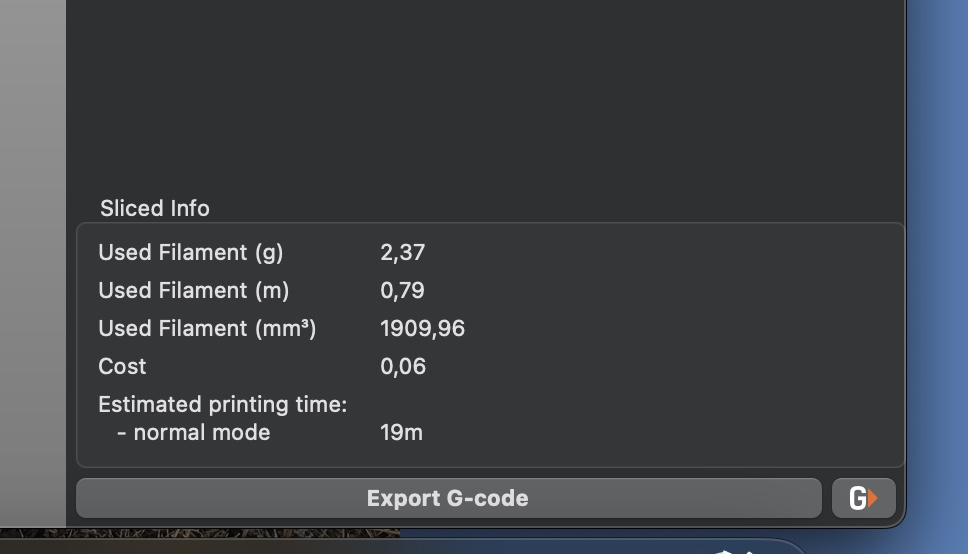 Sliced Info
Used Filament (g) 2,37
Used Filament (m) 0,79
Used Filament (mm³) 1909,96
Cost 0,06
Estimated printing time:
- normal mode 19m
Export G-code G